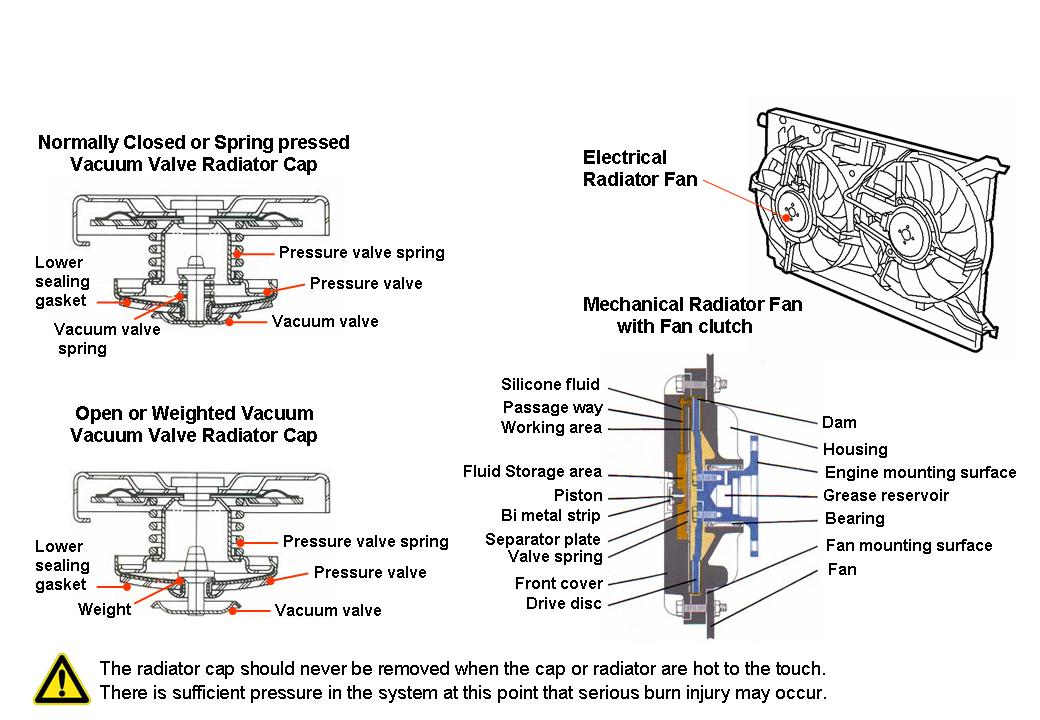 Normally Closed or Spring pressed
Vacuum Valve Radiator Cap
Pressure valve spring
Lower
sealing
gasket
Pressure valve
Vacuum valve
Vacuum valve
spring
Open or Weighted Vacuum
Vacuum Valve Radiator Cap
Pressure valve spring
Lower
sealing
gasket
Pressure valve
Weight
Vacuum valve
Electrical
Radiator Fan
Mechanical Radiator Fan
with Fan clutch
Silicone fluid
Passage way
Working area
Fluid Storage area
Piston
Bi metal strip
Separator plate
Valve spring
Front cover
Drive disc
Dam
Housing
Engine mounting surface
Grease reservoir
Bearing
Fan mounting surface
Fan
The radiator cap should never be removed when the cap or radiator are hot to the touch.
There is sufficient pressure in the system at this point that serious burn injury may occur.